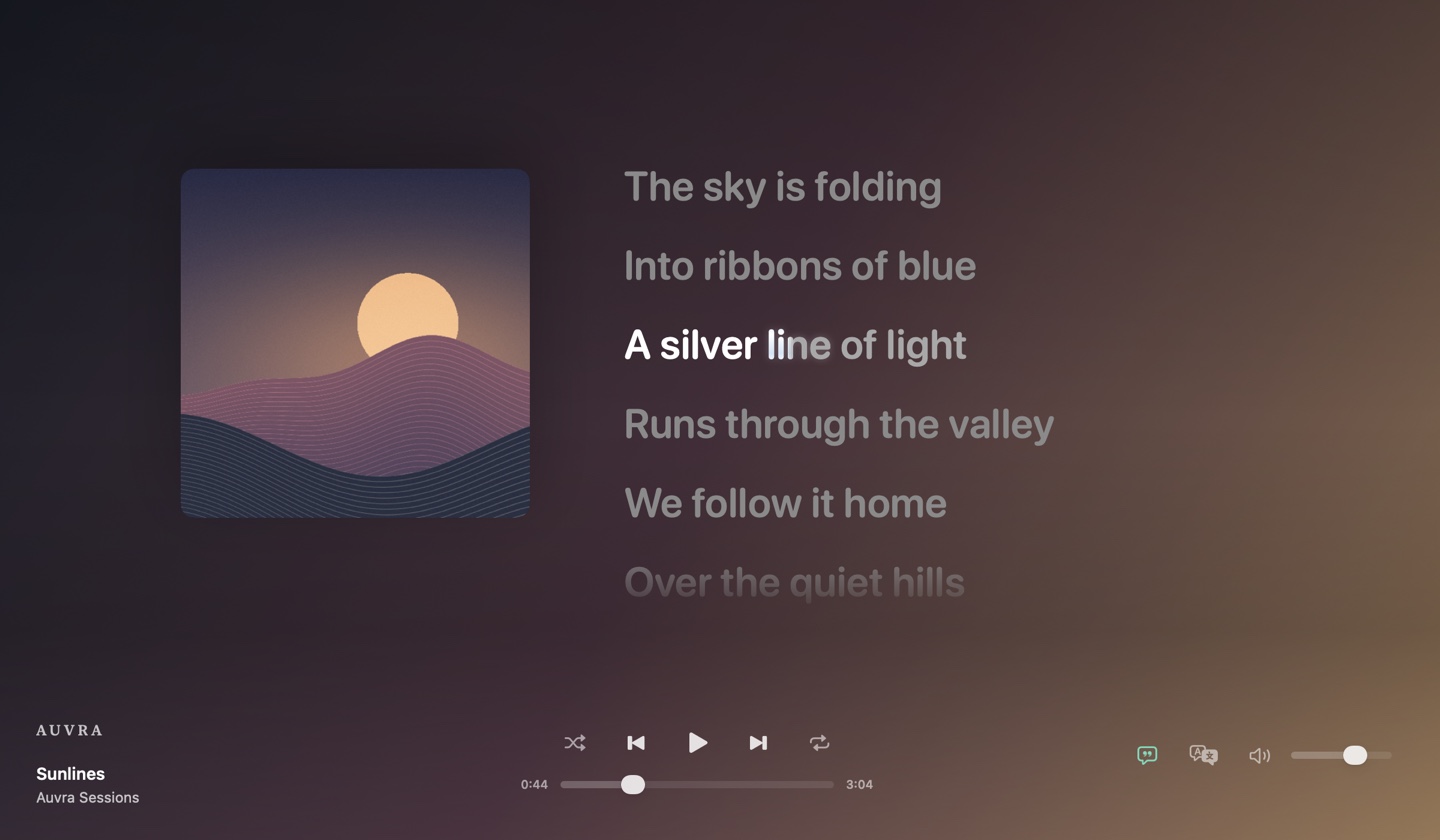 The sky is folding
Into ribbons of blue
A silver line of light
Runs through the valley
We follow it home
Over the quiet hills
AUVRA
Sunlines
Auvra Sessions
0:44
3:04